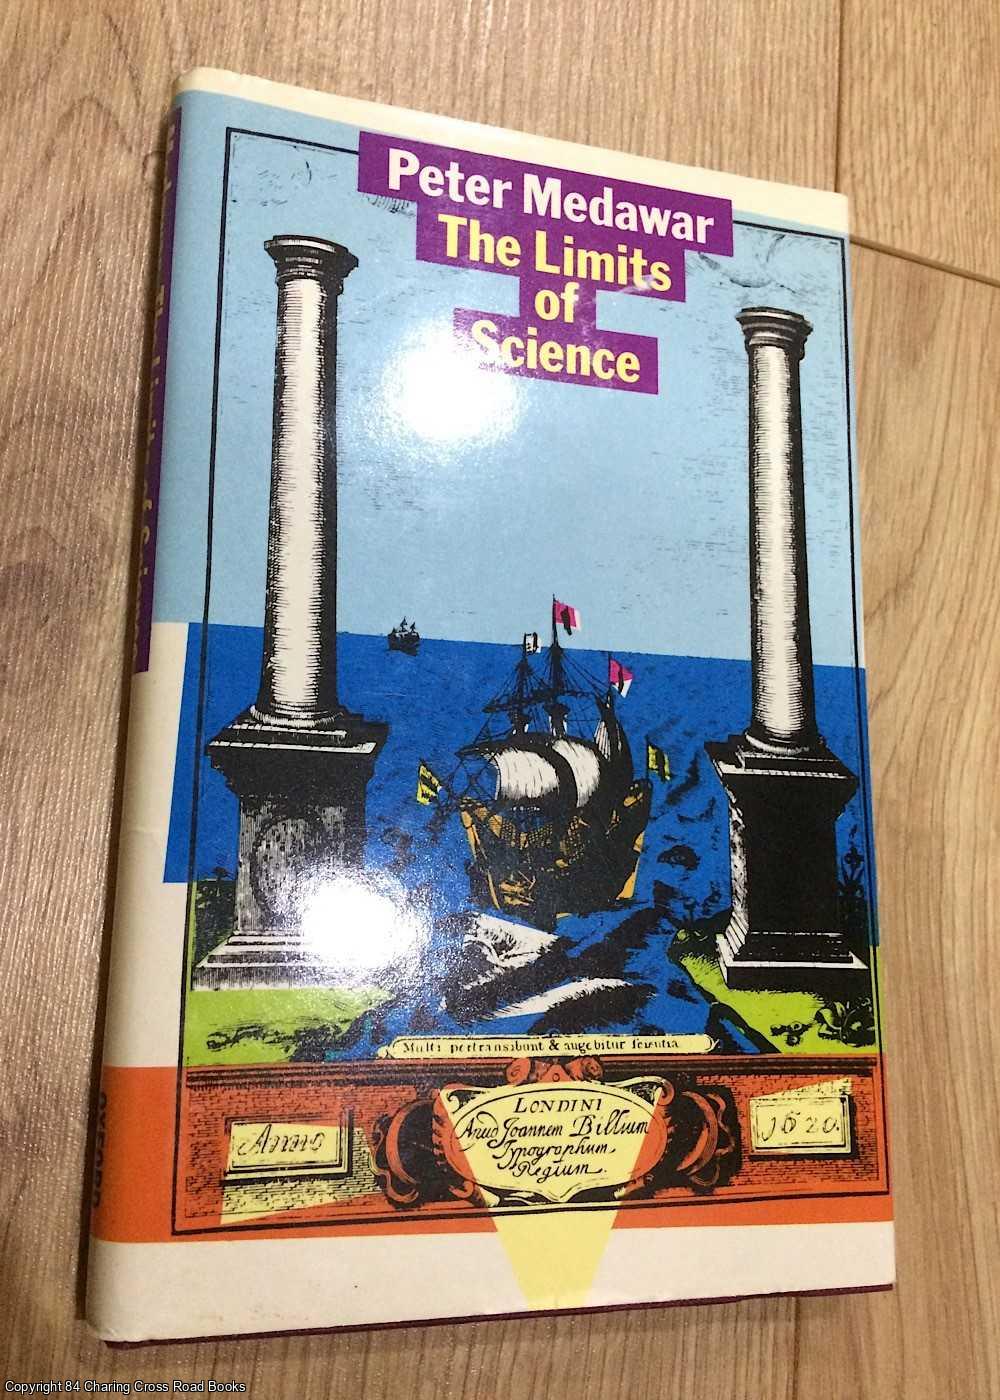 Peter Medawar
The Limits
of
Science
Multi pertransibunt & augebitur scientia.
LONDINI
Apud Joannem Billium
Typographum
Regium.
Anno
1620.
OXFORD
Copyright 84 Charing Cross Road Books